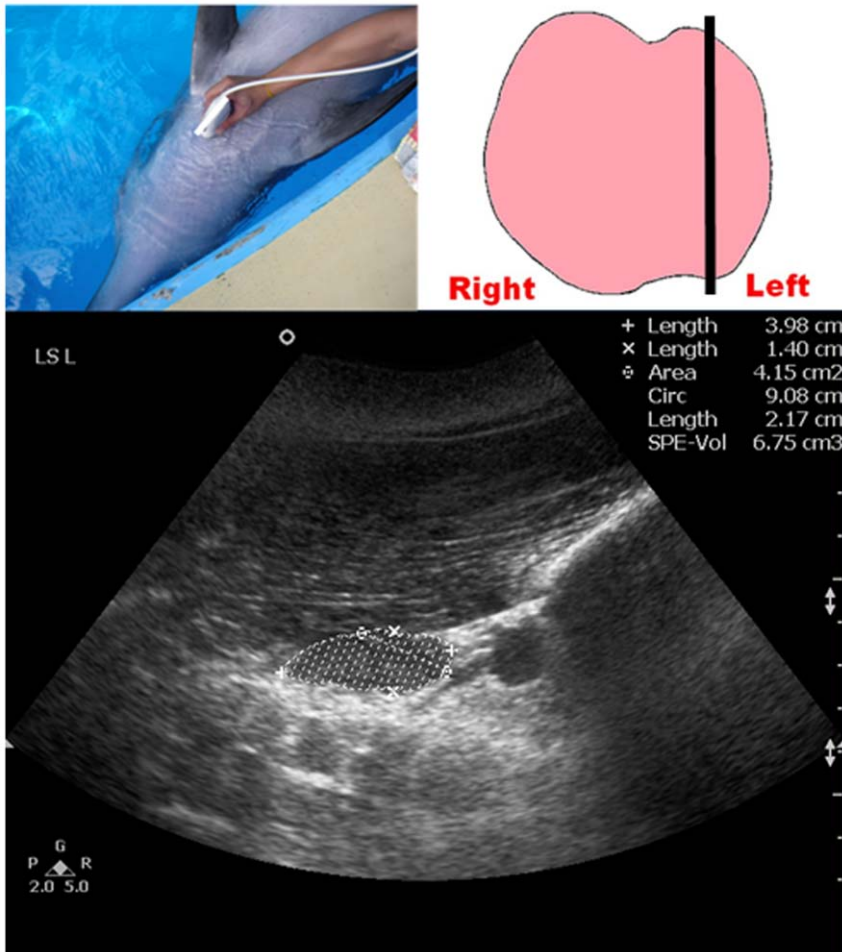 Right
Left
LS L
+ Length 3.98 cm
× Length 1.40 cm
Area 4.15 cm2
Circ 9.08 cm
Length 2.17 cm
SPE-Vol 6.75 cm3
G
P R
2.0 5.0